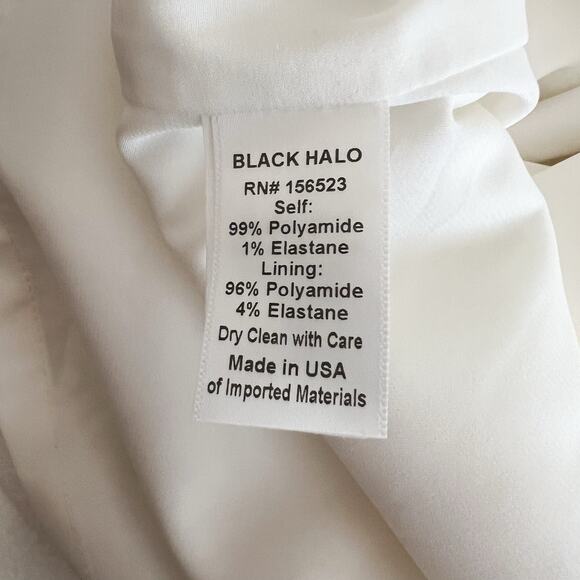 BLACK HALO
RN# 156523
Self:
99% Polyamide
1% Elastane
Lining:
96% Polyamide
4% Elastane
Dry Clean with Care
Made in USA
of Imported Materials